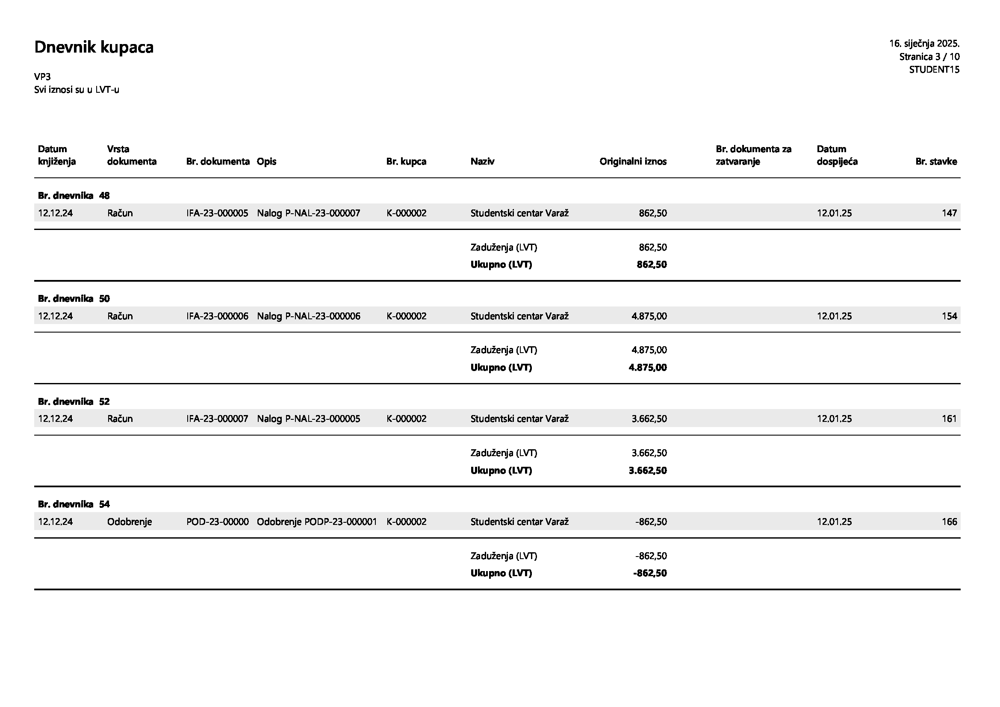 Dnevnik kupaca
16. siječnja 2025.
Stranica 3 / 10
STUDENT15
VP3
Svi iznosi su u LVT-u
Datum knjiženja Vrsta dokumenta Br. dokumenta Opis Br. kupca Naziv Originalni iznos Br. dokumenta za zatvaranje Datum dospijeća Br. stavke
Br. dnevnika 48
12.12.24 Račun IFA-23-000005 Nalog P-NAL-23-000007 K-000002 Studentski centar Varaž 862,50 12.01.25 147
Zaduženja (LVT) 862,50
Ukupno (LVT) 862,50
Br. dnevnika 50
12.12.24 Račun IFA-23-000006 Nalog P-NAL-23-000006 K-000002 Studentski centar Varaž 4.875,00 12.01.25 154
Zaduženja (LVT) 4.875,00
Ukupno (LVT) 4.875,00
Br. dnevnika 52
12.12.24 Račun IFA-23-000007 Nalog P-NAL-23-000005 K-000002 Studentski centar Varaž 3.662,50 12.01.25 161
Zaduženja (LVT) 3.662,50
Ukupno (LVT) 3.662,50
Br. dnevnika 54
12.12.24 Odobrenje POD-23-00000 Odobrenje PODP-23-000001 K-000002 Studentski centar Varaž -862,50 12.01.25 166
Zaduženja (LVT) -862,50
Ukupno (LVT) -862,50